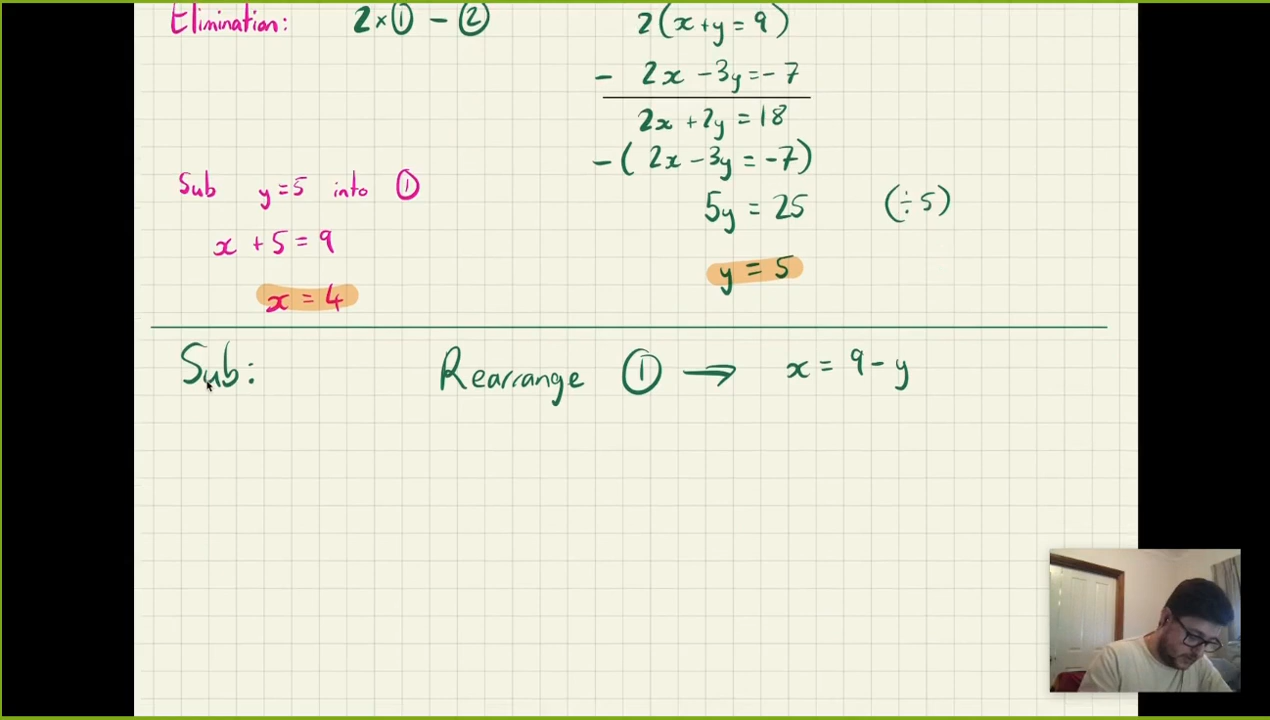 Elimination: 2×① - ②
2(x+y=9)
- 2x-3y=-7
2x+2y=18
-(2x-3y=-7)
5y=25 (÷5)
y=5
Sub y=5 into ①
x+5=9
x=4
Sub: Rearrange ① → x=9-y